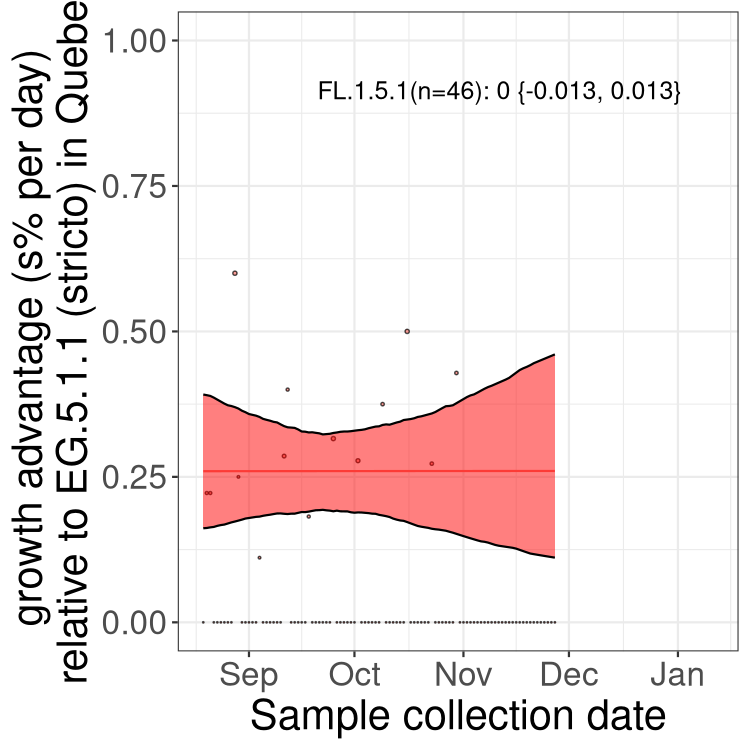 growth advantage (s% per day)
relative to EG.5.1.1 (stricto) in Quebe
1.00
0.75
0.50
0.25
0.00
FL.1.5.1(n=46): 0 {-0.013, 0.013}
Sep Oct Nov Dec Jan
Sample collection date